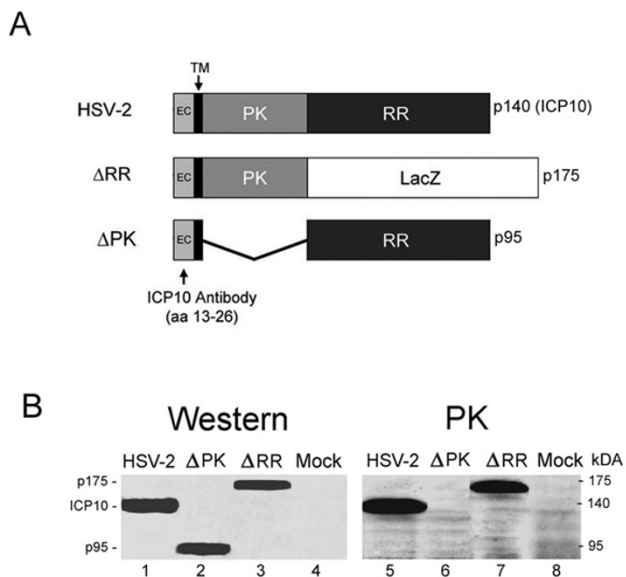 A
TM
HSV-2 EC PK RR p140 (ICP10)
ΔRR EC PK LacZ p175
ΔPK EC RR p95
ICP10 Antibody
(aa 13-26)
B
Western PK
HSV-2 ΔPK ΔRR Mock HSV-2 ΔPK ΔRR Mock kDA
p175 - - 175
ICP10 - - 140
p95 - - 95
1 2 3 4 5 6 7 8